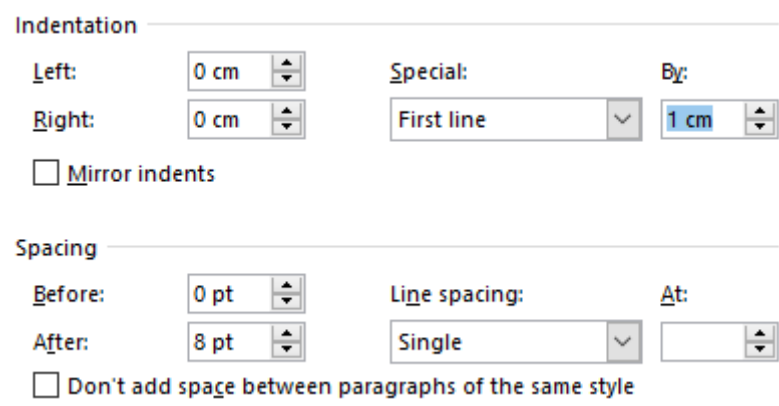 Indentation
Left: 0 cm Special: By:
Right: 0 cm First line 1 cm
Mirror indents
Spacing
Before: 0 pt Line spacing: At:
After: 8 pt Single
Don't add space between paragraphs of the same style